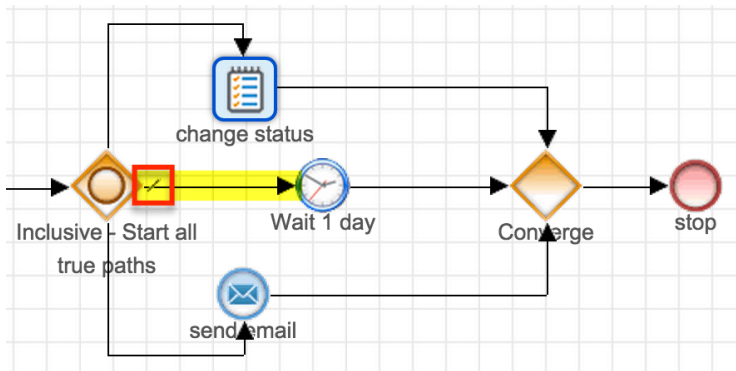 change status
Inclusive - Start all
true paths
Wait 1 day
Converge
stop
send email